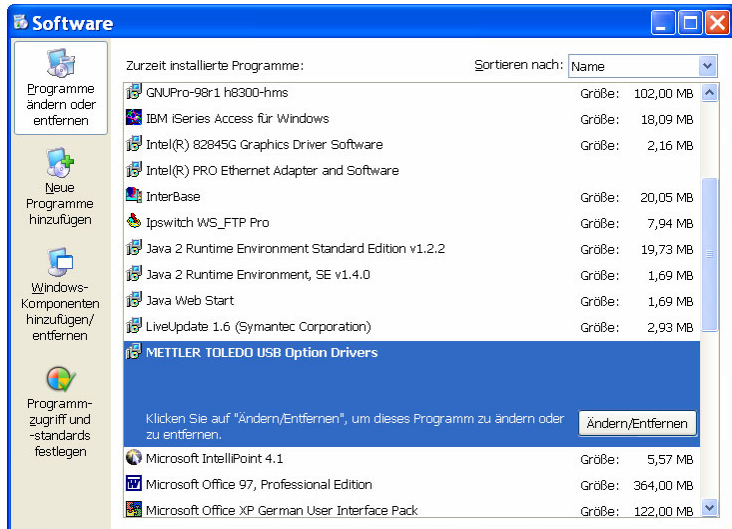 Software
Programme
ändern oder
entfernen
Neue
Programme
hinzufügen
Windows-
Komponenten
hinzufügen/
entfernen
Programm-
zugriff und
-standards
festlegen
Zurzeit installierte Programme: Sortieren nach: Name
GNUPro-98r1 h8300-hms Größe: 102,00 MB
IBM iSeries Access für Windows Größe: 18,09 MB
Intel(R) 82845G Graphics Driver Software Größe: 2,16 MB
Intel(R) PRO Ethernet Adapter and Software
InterBase Größe: 20,05 MB
Ipswitch WS_FTP Pro Größe: 7,94 MB
Java 2 Runtime Environment Standard Edition v1.2.2 Größe: 19,73 MB
Java 2 Runtime Environment, SE v1.4.0 Größe: 1,69 MB
Java Web Start Größe: 1,69 MB
LiveUpdate 1.6 (Symantec Corporation) Größe: 2,93 MB
METTLER TOLEDO USB Option Drivers
Klicken Sie auf "Ändern/Entfernen", um dieses Programm zu ändern oder
zu entfernen.
Ändern/Entfernen
Microsoft IntelliPoint 4.1 Größe: 5,57 MB
Microsoft Office 97, Professional Edition Größe: 364,00 MB
Microsoft Office XP German User Interface Pack Größe: 122,00 MB